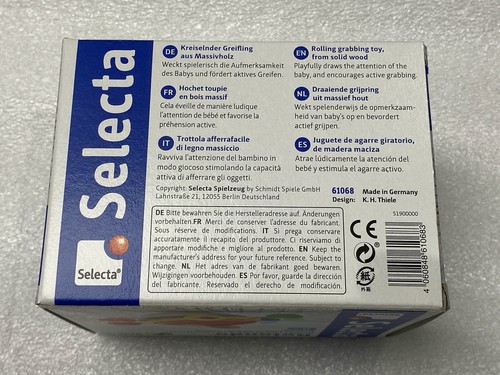 Selecta
Selecta®
DE Kreiselnder Greifling
aus Massivholz
Weckt spielerisch die Aufmerksamkeit
des Babys und fördert aktives Greifen.
FR Hochet toupie
en bois massif
Cela éveille de manière ludique
l'attention de bébé et favorise la
préhension active.
IT Trottola afferrafacile
di legno massiccio
Ravviva l'attenzione del bambino in
modo giocoso stimolando la capacità
attiva di afferrare gli oggetti.
EN Rolling grabbing toy,
from solid wood
Playfully draws the attention of the
baby, and encourages active grabbing.
NL Draaiende grijpring
uit massief hout
Wekt spelenderwijs de opmerkzaam-
heid van baby's op en bevordert
actief grijpen.
ES Juguete de agarre giratorio,
de madera maciza
Atrae lúdicamente la atención del
bebé y estimula el agarre activo.
Copyright: Selecta Spielzeug by Schmidt Spiele GmbH
Lahnstraße 21, 12055 Berlin Deutschland
61068 Made in Germany
Design: K. H. Thiele
DE Bitte bewahren Sie die Herstelleradresse auf. Änderungen
vorbehalten.FR Merci de conserver l'adresse du fabricant.
Sous réserve de modifications. IT Si prega conservare
accuratamente il recapito del produttore. Ci riserviamo di
apportare modifiche e migliorie al prodotto. EN Keep the
manufacturer's address for your future reference. Subject to
change. NL Het adres van de fabrikant goed bewaren.
Wijzigingen voorbehouden. ES Por favor, guarde la dirección
del fabricante. Reservado el derecho de modificación.
51900000
CE
4 060848 610683
Selecta